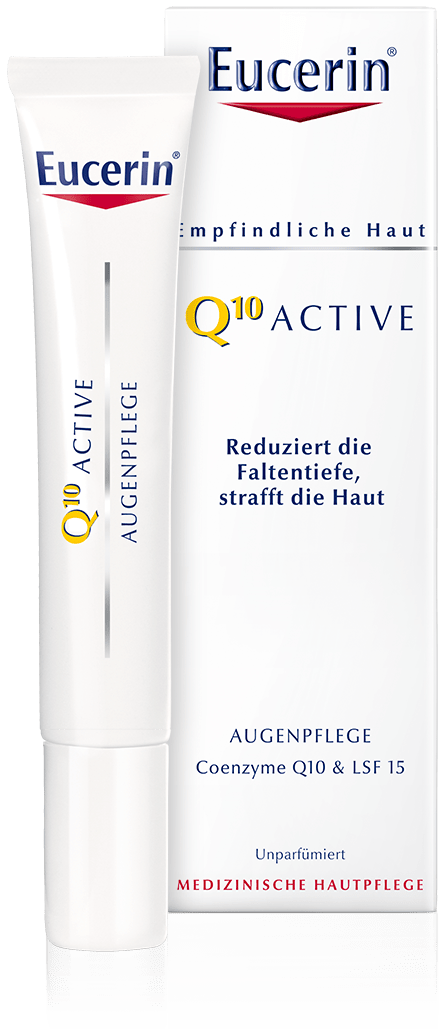 Eucerin®
Q10 ACTIVE
AUGENPFLEGE
Eucerin®
Empfindliche Haut
Q10 ACTIVE
Reduziert die
Faltentiefe,
strafft die Haut
AUGENPFLEGE
Coenzyme Q10 & LSF 15
Unparfümiert
MEDIZINISCHE HAUTPFLEGE